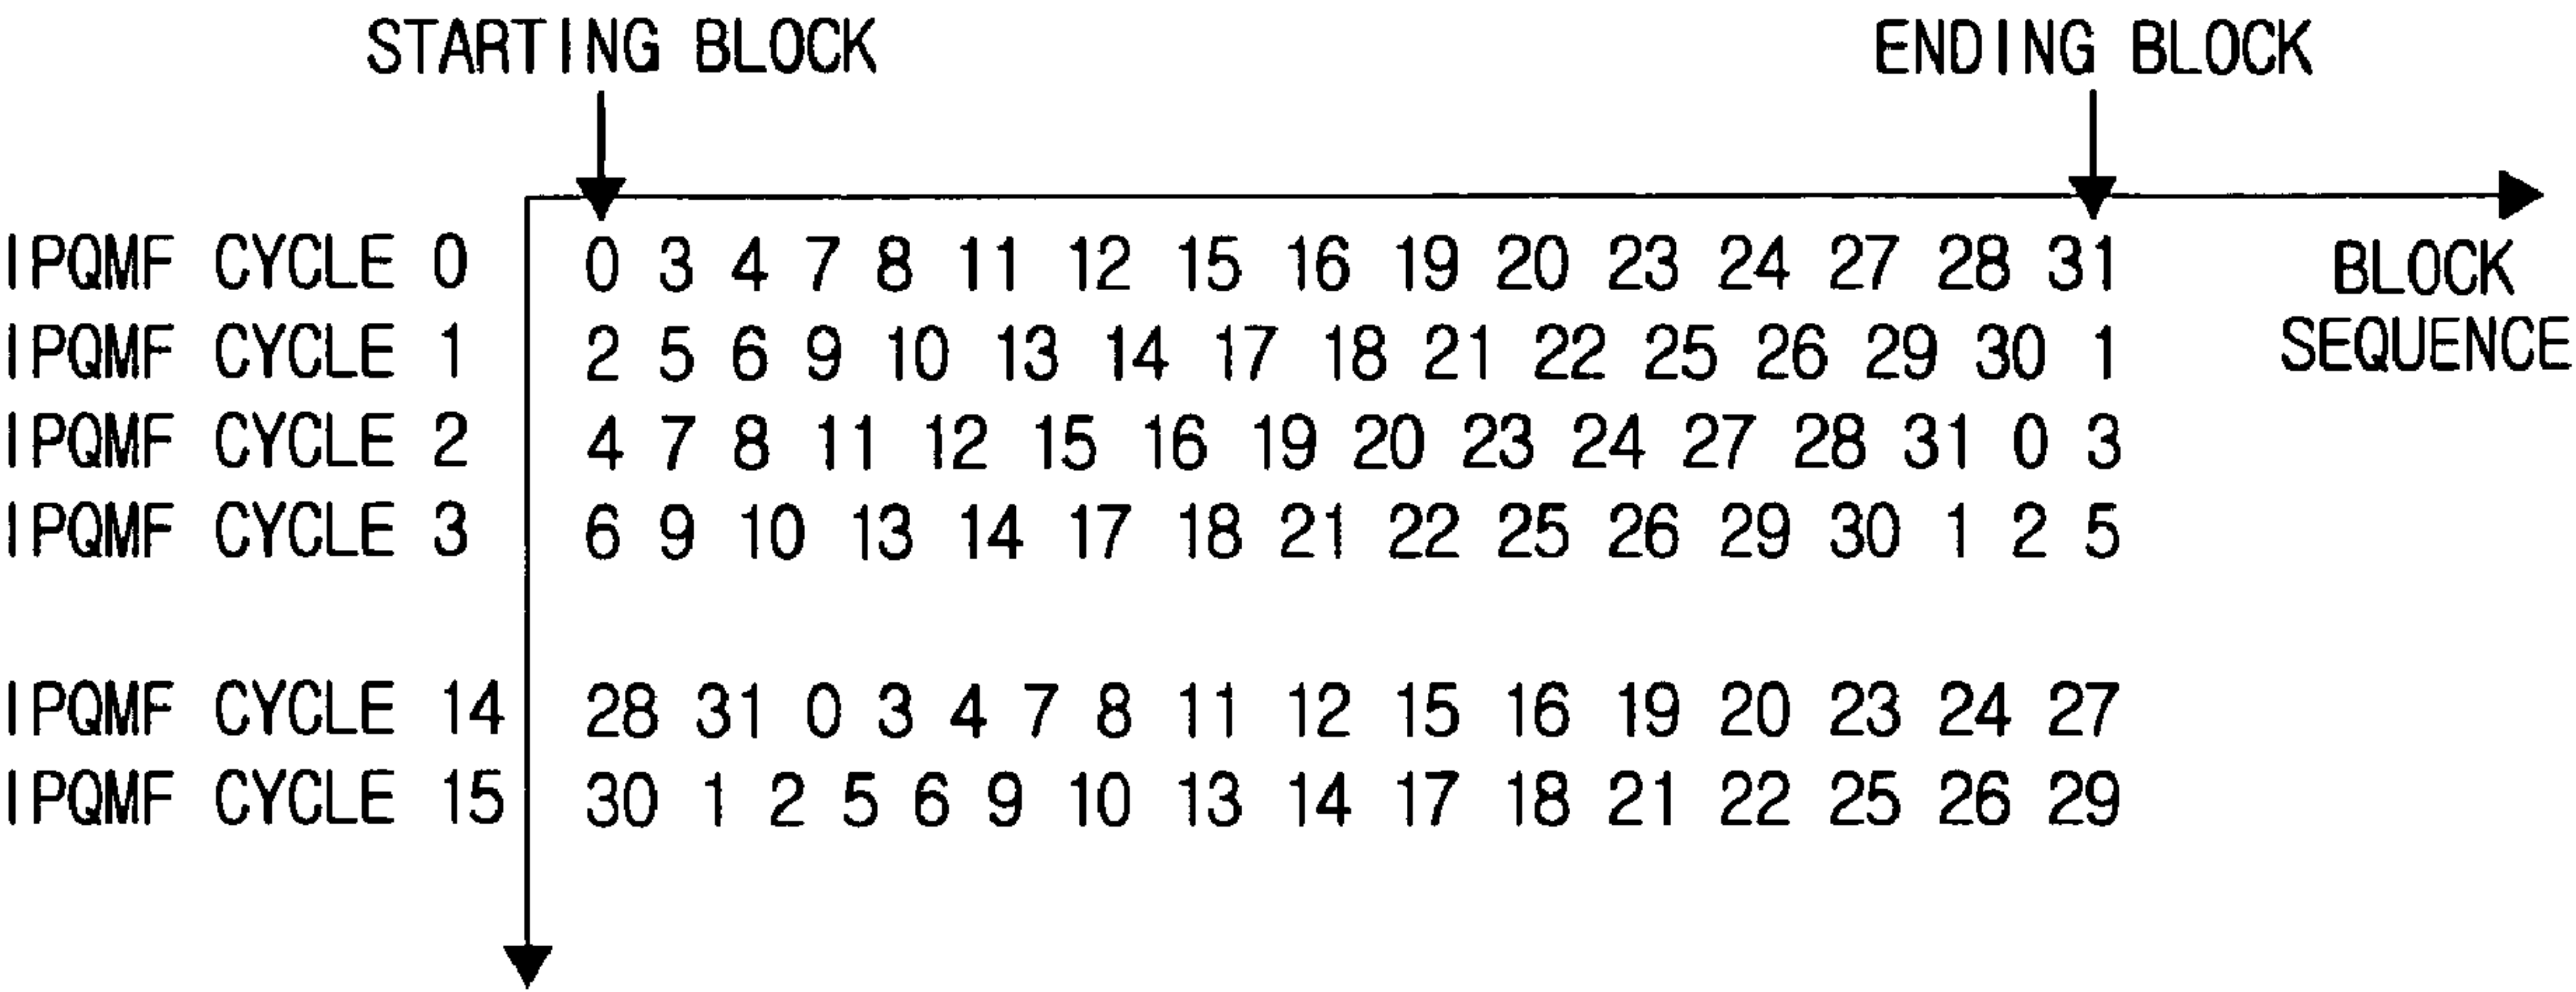 STARTING BLOCK ENDING BLOCK
IPQMF CYCLE 0 0 3 4 7 8 11 12 15 16 19 20 23 24 27 28 31
IPQMF CYCLE 1 2 5 6 9 10 13 14 17 18 21 22 25 26 29 30 1
IPQMF CYCLE 2 4 7 8 11 12 15 16 19 20 23 24 27 28 31 0 3
IPQMF CYCLE 3 6 9 10 13 14 17 18 21 22 25 26 29 30 1 2 5
IPQMF CYCLE 14 28 31 0 3 4 7 8 11 12 15 16 19 20 23 24 27
IPQMF CYCLE 15 30 1 2 5 6 9 10 13 14 17 18 21 22 25 26 29
BLOCK
SEQUENCE